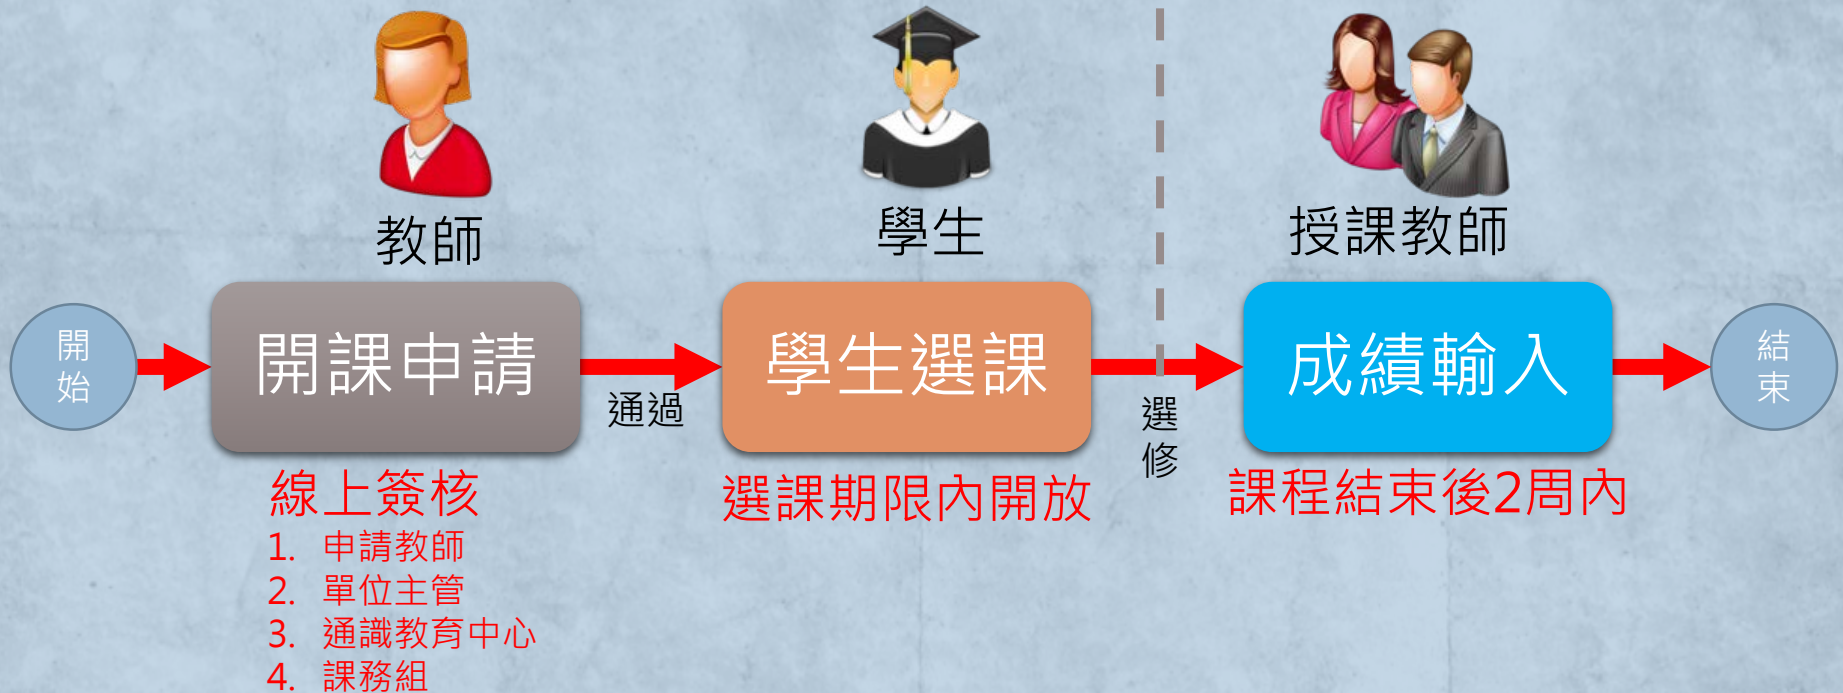 教師
學生
授課教師
開始
開課申請
通過
學生選課
選修
成績輸入
結束
線上簽核
1. 申請教師
2. 單位主管
3. 通識教育中心
4. 課務組
選課期限內開放
課程結束後2周內